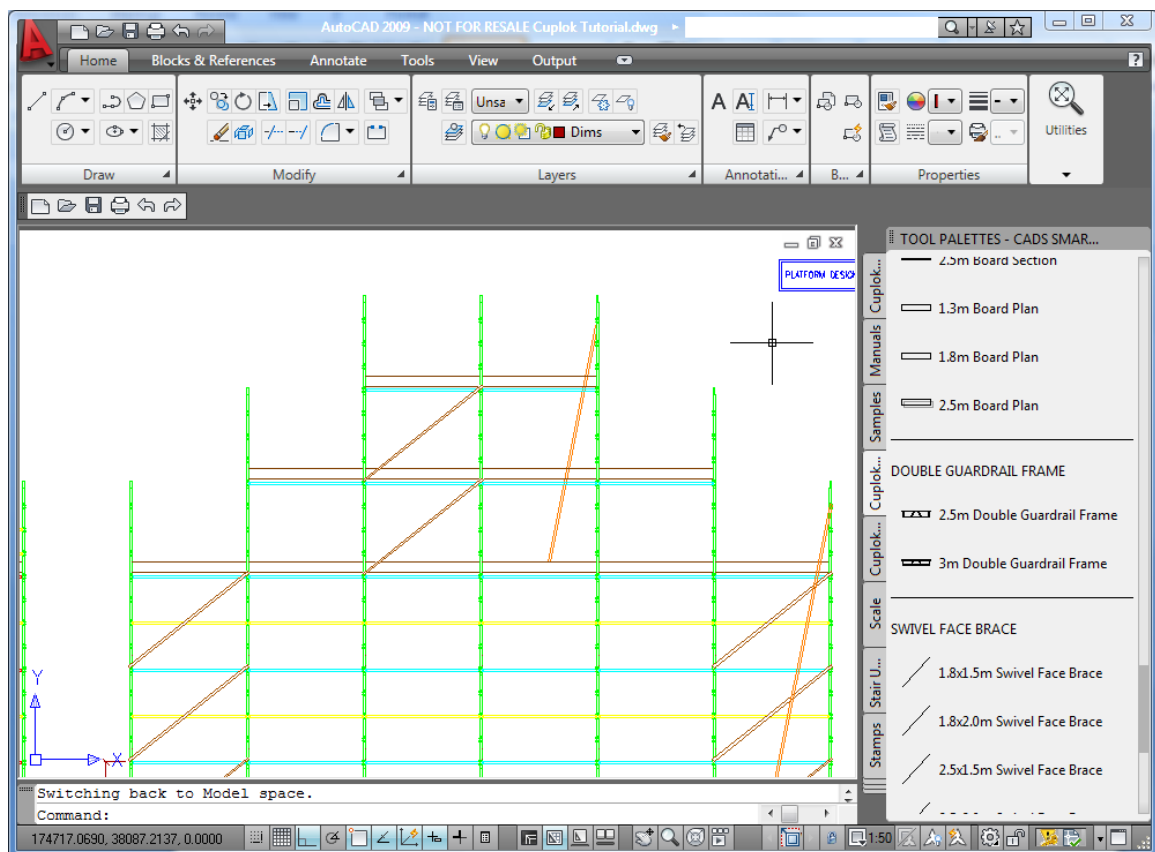 AutoCAD 2009 - NOT FOR RESALE Cuplok Tutorial.dwg
Home Blocks & References Annotate Tools View Output
?
Unsa
A AI
Dims
Utilities
Draw Modify Layers Annotati... B... Properties
TOOL PALETTES - CADS SMAR...
PLATFORM DESIGN
Cuplok...
Manuals
Samples
Cuplok...
Cuplok...
Scale
Stair U...
Stamps
2.5m Board Section
1.3m Board Plan
1.8m Board Plan
2.5m Board Plan
DOUBLE GUARDRAIL FRAME
2.5m Double Guardrail Frame
3m Double Guardrail Frame
SWIVEL FACE BRACE
1.8x1.5m Swivel Face Brace
1.8x2.0m Swivel Face Brace
2.5x1.5m Swivel Face Brace
Y
X
Switching back to Model space.
Command:
174717.0690, 38087.2137, 0.0000
1:50